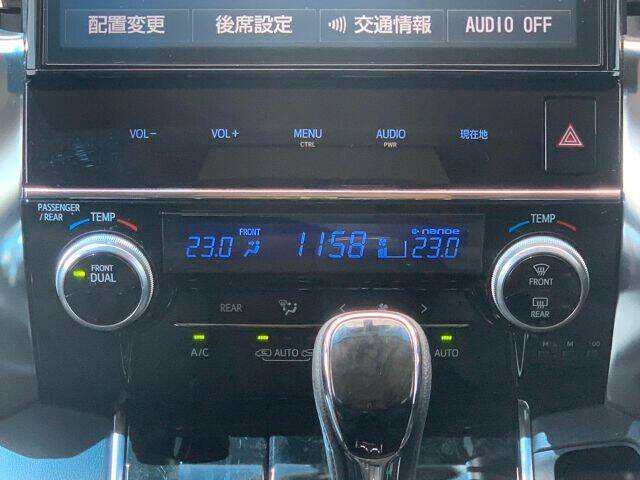 配置変更 後席設定 交通情報 AUDIO OFF
VOL− VOL+ MENU AUDIO 現在地
CTRL PWR
PASSENGER
/REAR
TEMP TEMP
FRONT nanoe
23.0 1158 23.0
FRONT
DUAL
FRONT
REAR
REAR
A/C AUTO AUTO